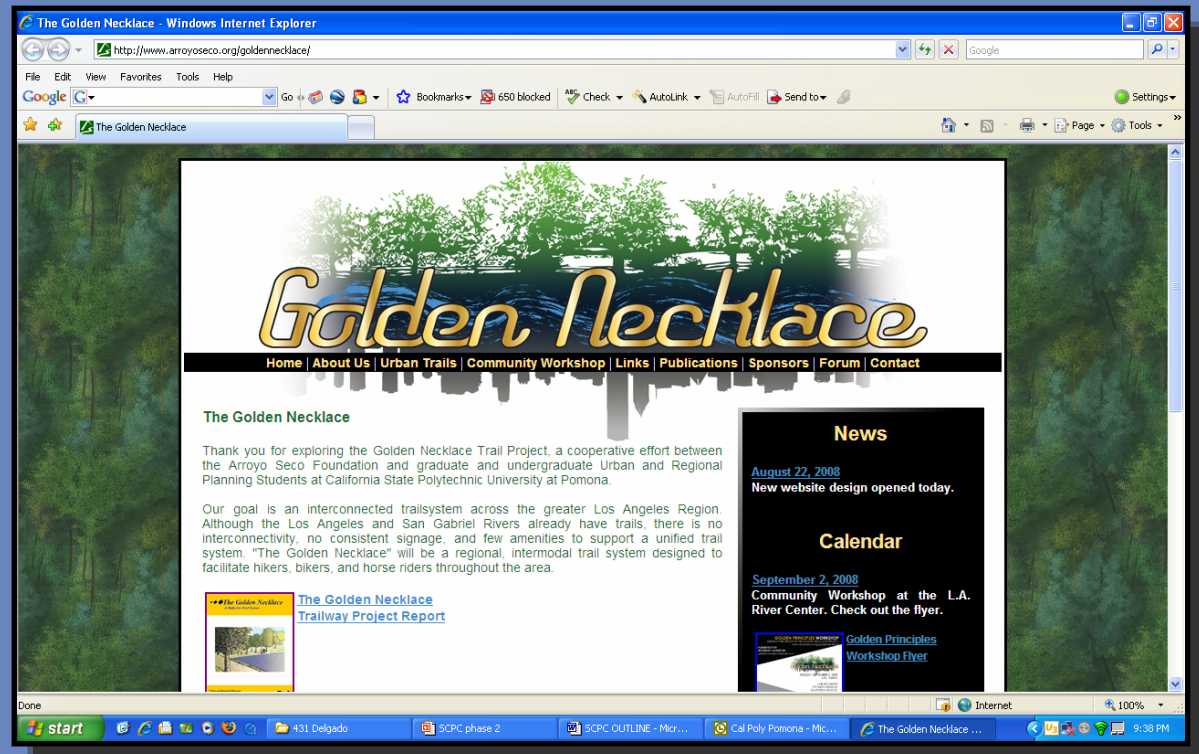 The Golden Necklace - Windows Internet Explorer
http://www.arroyoseco.org/goldennecklace/
Google
File Edit View Favorites Tools Help
Google G Go Bookmarks 650 blocked ABC Check AutoLink AutoFill Send to Settings
The Golden Necklace
Page Tools
Golden Necklace
Home | About Us | Urban Trails | Community Workshop | Links | Publications | Sponsors | Forum | Contact
The Golden Necklace
Thank you for exploring the Golden Necklace Trail Project, a cooperative effort between
the Arroyo Seco Foundation and graduate and undergraduate Urban and Regional
Planning Students at California State Polytechnic University at Pomona.
Our goal is an interconnected trailsystem across the greater Los Angeles Region.
Although the Los Angeles and San Gabriel Rivers already have trails, there is no
interconnectivity, no consistent signage, and few amenities to support a unified trail
system. "The Golden Necklace" will be a regional, intermodal trail system designed to
facilitate hikers, bikers, and horse riders throughout the area.
The Golden Necklace
The Golden Necklace
Trailway Project Report
News
August 22, 2008
New website design opened today.
Calendar
September 2, 2008
Community Workshop at the L.A.
River Center. Check out the flyer.
GOLDEN PRINCIPLES WORKSHOP
Golden Necklace
Golden Principles
Workshop Flyer
Done Internet 100%
start 431 Delgado SCPC phase 2 SCPC OUTLINE - Micr... Cal Poly Pomona - Mic... The Golden Necklace ... U3 9:38 PM